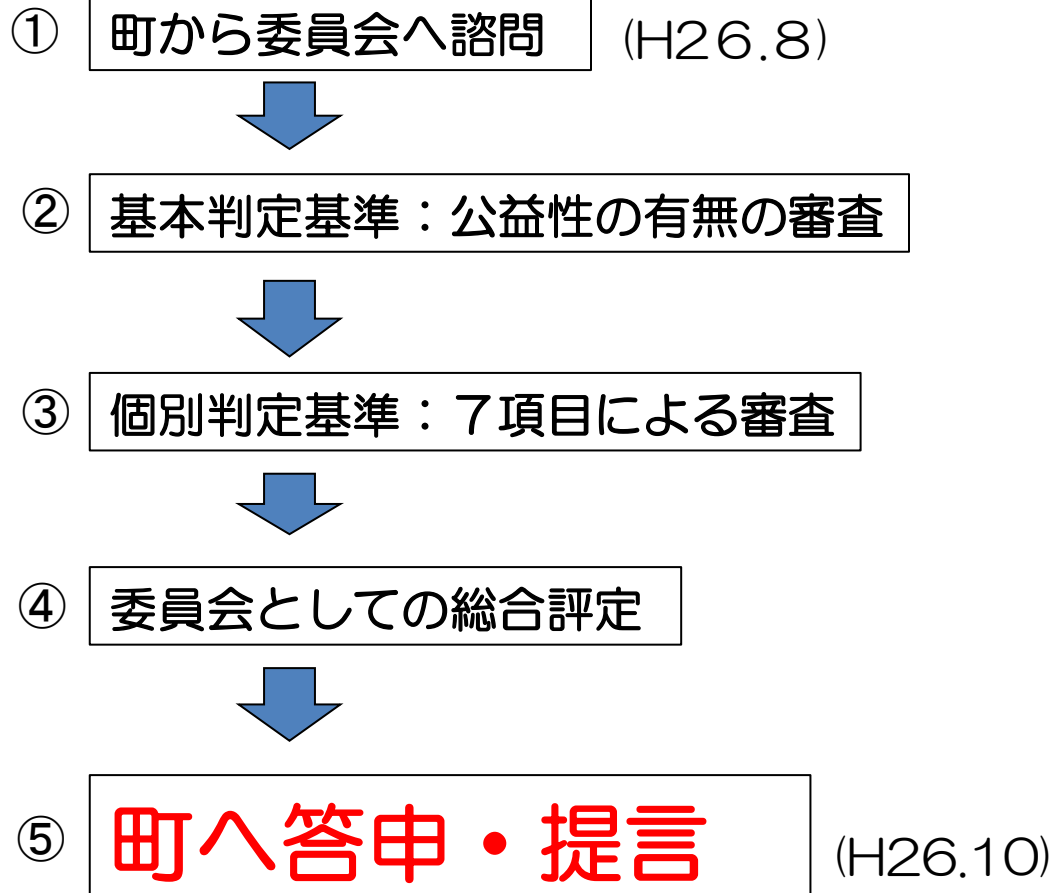 ① 町から委員会へ諮問 (H26.8)
② 基本判定基準：公益性の有無の審査
③ 個別判定基準：７項目による審査
④ 委員会としての総合評定
⑤ 町へ答申・提言 (H26.10)